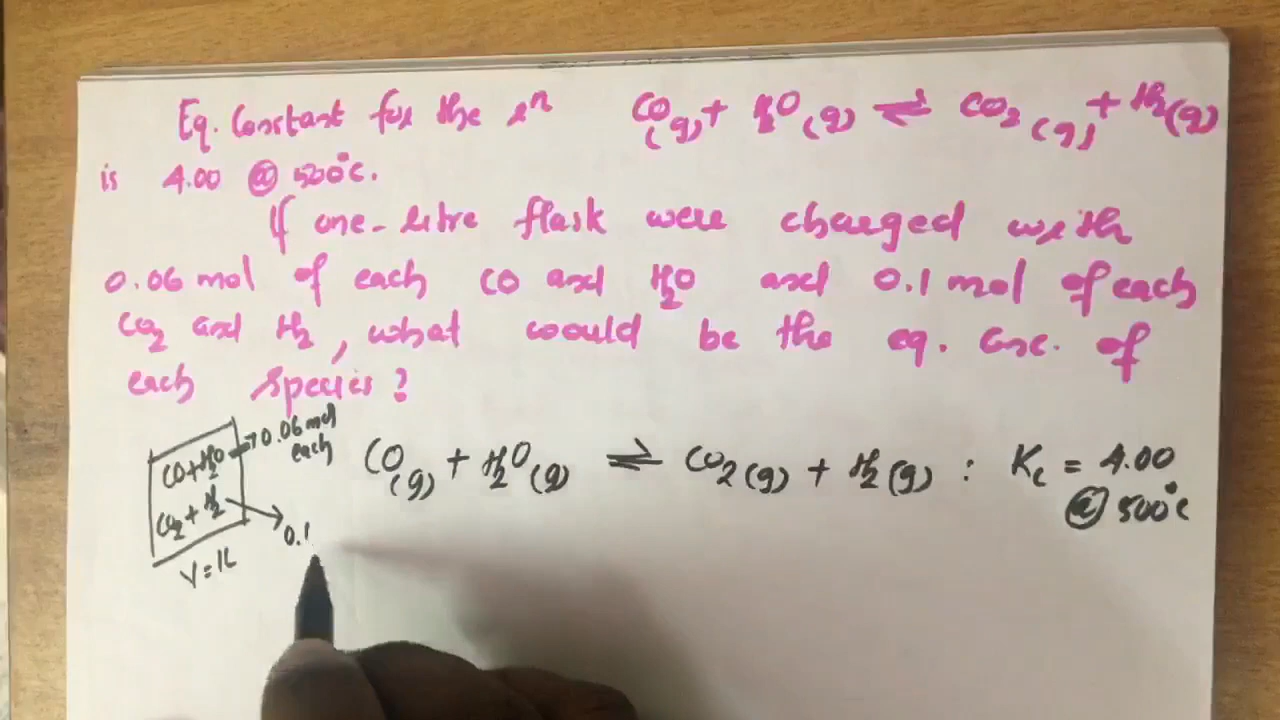 Eq. Constant for the rⁿ CO(g) + H₂O(g) ⇌ CO₂(g) + H₂(g)
is 4.00 @ 500°C.
If one-litre flask were charged with
0.06 mol of each CO and H₂O and 0.1 mol of each
CO₂ and H₂, what would be the eq. conc. of
each species?
CO+H₂O → 0.06 mol each
CO₂+H₂ → 0.1
V=1L
CO(g) + H₂O(g) ⇌ CO₂(g) + H₂(g) : Kc = 4.00
@ 500°C